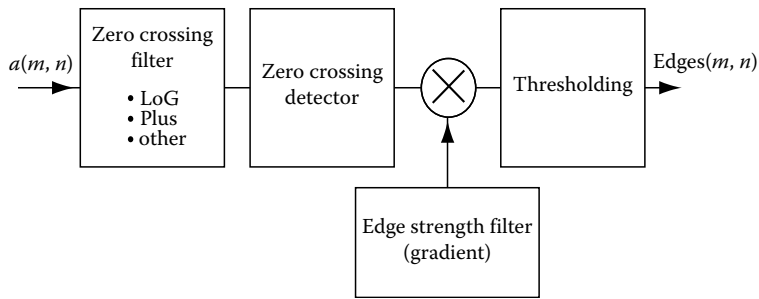 a(m, n)
Zero crossing
filter
• LoG
• Plus
• other
Zero crossing
detector
Thresholding
Edges(m, n)
Edge strength filter
(gradient)